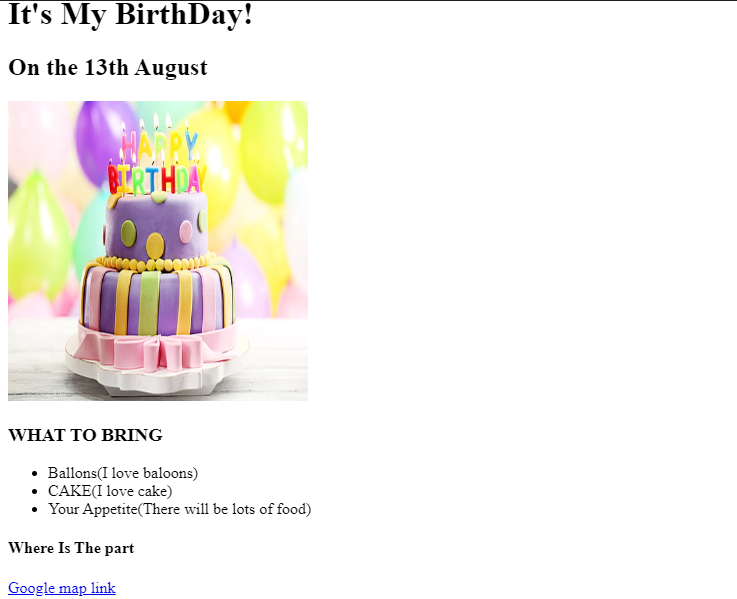 It's My BirthDay!
On the 13th August
HAPPY
BIRTHDAY
WHAT TO BRING
Ballons(I love baloons)
CAKE(I love cake)
Your Appetite(There will be lots of food)
Where Is The part
Google map link